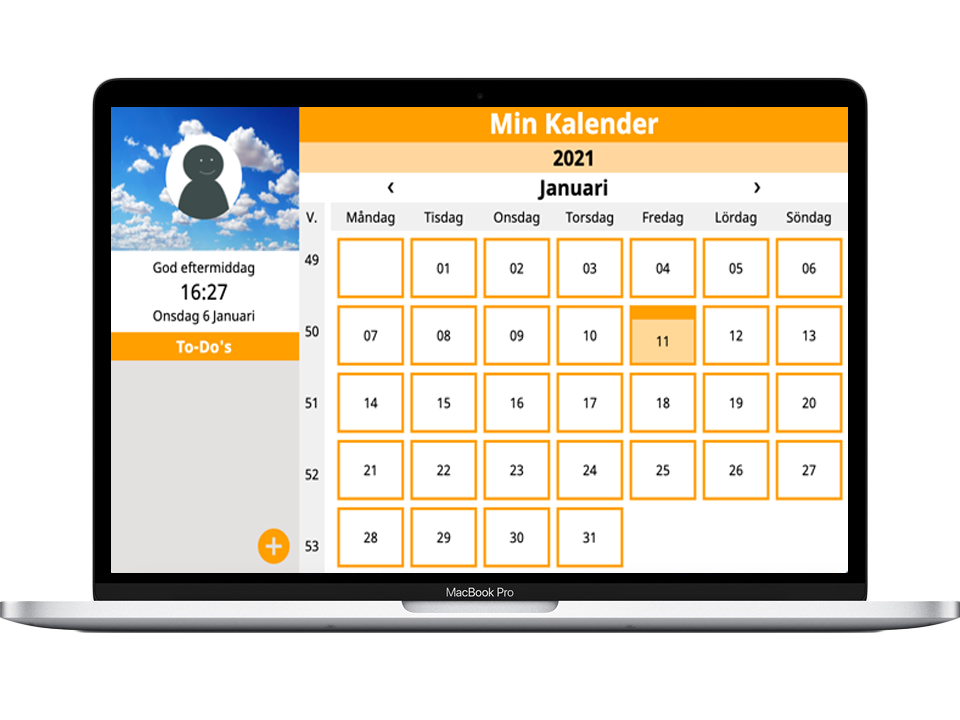 Min Kalender
2021
‹ Januari ›
V. Måndag Tisdag Onsdag Torsdag Fredag Lördag Söndag
49 01 02 03 04 05 06
50 07 08 09 10 11 12 13
51 14 15 16 17 18 19 20
52 21 22 23 24 25 26 27
53 28 29 30 31
God eftermiddag
16:27
Onsdag 6 Januari
To-Do's
+
MacBook Pro